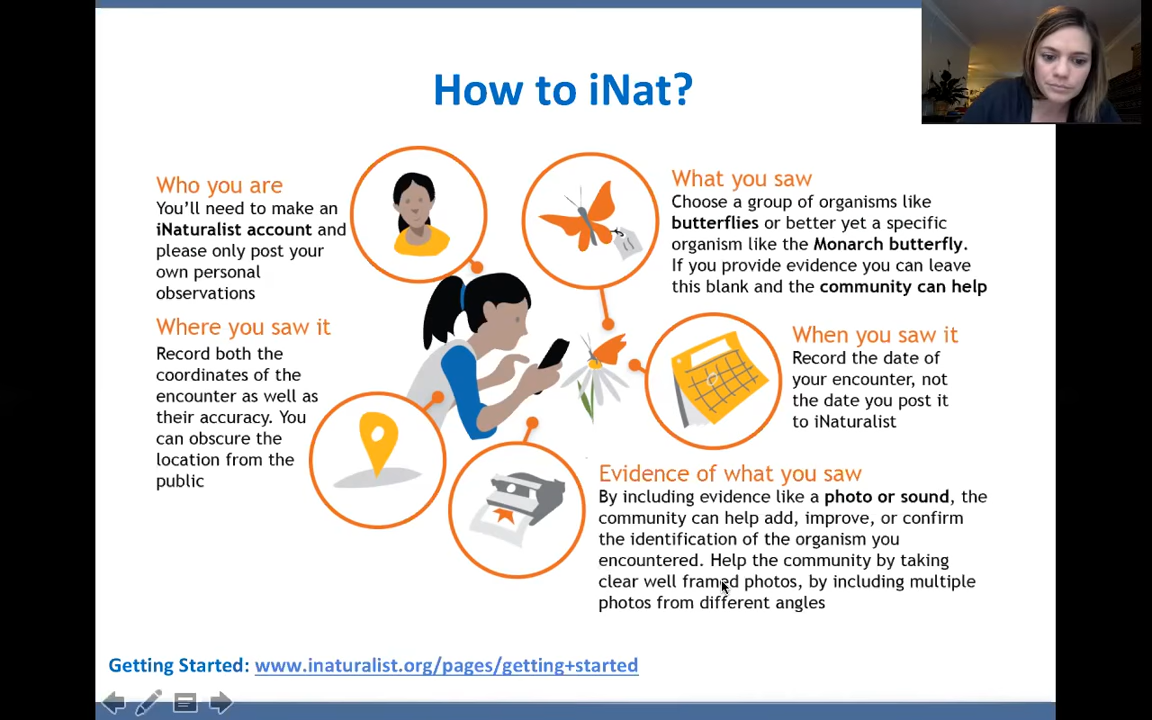 How to iNat?
Who you are
You'll need to make an
iNaturalist account and
please only post your
own personal
observations
Where you saw it
Record both the
coordinates of the
encounter as well as
their accuracy. You
can obscure the
location from the
public
What you saw
Choose a group of organisms like
butterflies or better yet a specific
organism like the Monarch butterfly.
If you provide evidence you can leave
this blank and the community can help
When you saw it
Record the date of
your encounter, not
the date you post it
to iNaturalist
Evidence of what you saw
By including evidence like a photo or sound, the
community can help add, improve, or confirm
the identification of the organism you
encountered. Help the community by taking
clear well framed photos, by including multiple
photos from different angles
Getting Started: www.inaturalist.org/pages/getting+started